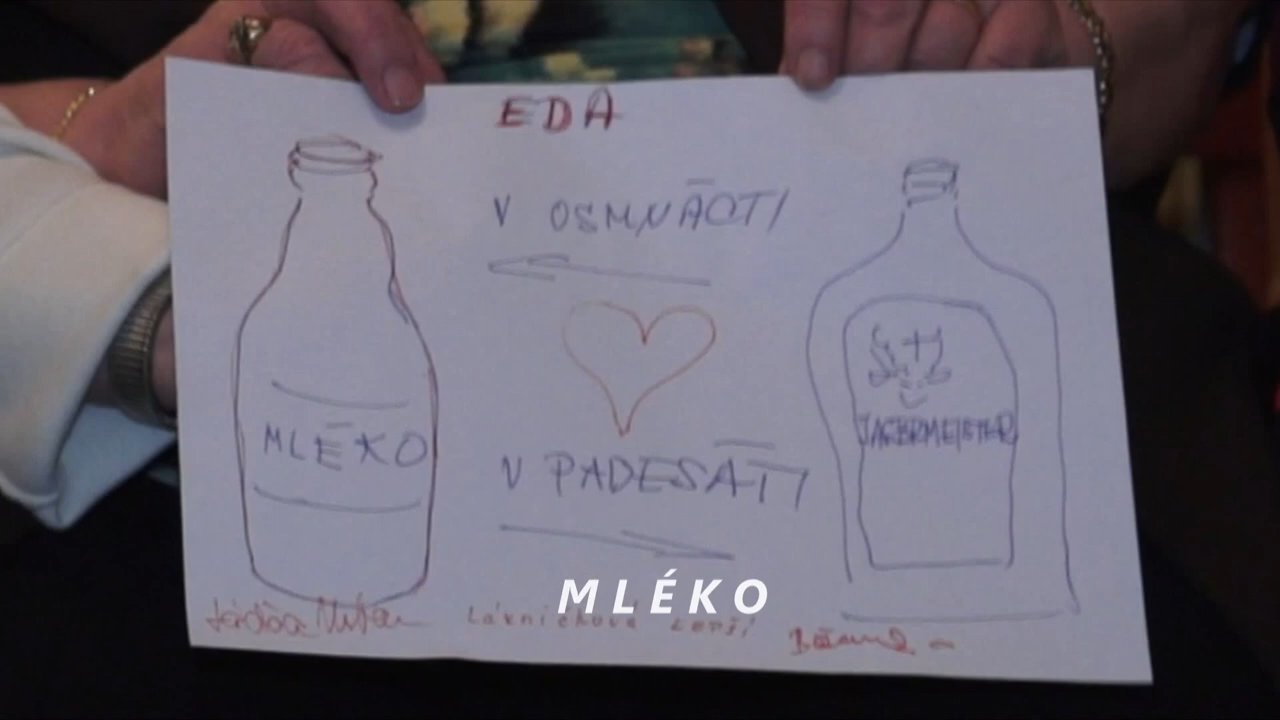 EDA
V OSMNÁCTI
MLÉKO
JAGERMEISTER
V PADESÁTI
MLÉKO